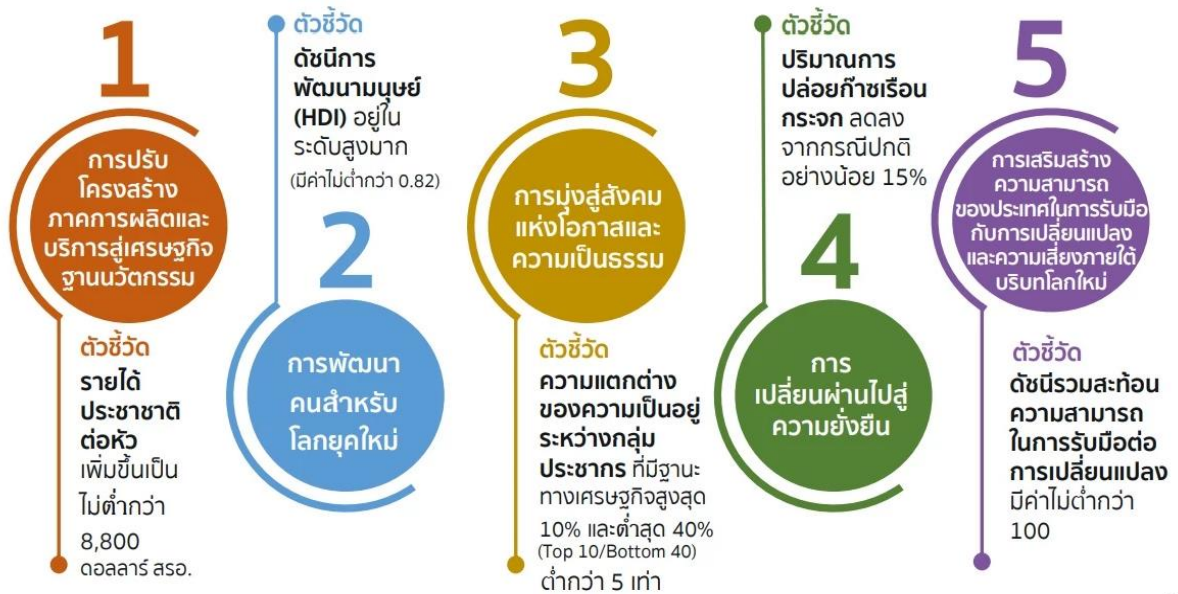 1
การปรับ
โครงสร้าง
ภาคการผลิตและ
บริการสู่เศรษฐกิจ
ฐานนวัตกรรม
ตัวชี้วัด
รายได้
ประชาชาติ
ต่อหัว
เพิ่มขึ้นเป็น
ไม่ต่ำกว่า
8,800
ดอลลาร์ สรอ.
ตัวชี้วัด
ดัชนีการ
พัฒนามนุษย์
(HDI) อยู่ใน
ระดับสูงมาก
(มีค่าไม่ต่ำกว่า 0.82)
2
การพัฒนา
คนสำหรับ
โลกยุคใหม่
3
การมุ่งสู่สังคม
แห่งโอกาสและ
ความเป็นธรรม
ตัวชี้วัด
ความแตกต่าง
ของความเป็นอยู่
ระหว่างกลุ่ม
ประชากร ที่มีฐานะ
ทางเศรษฐกิจสูงสุด
10% และต่ำสุด 40%
(Top 10/Bottom 40)
ต่ำกว่า 5 เท่า
ตัวชี้วัด
ปริมาณการ
ปล่อยก๊าซเรือน
กระจก ลดลง
จากกรณีปกติ
อย่างน้อย 15%
4
การ
เปลี่ยนผ่านไปสู่
ความยั่งยืน
5
การเสริมสร้าง
ความสามารถ
ของประเทศในการรับมือ
กับการเปลี่ยนแปลง
และความเสี่ยงภายใต้
บริบทโลกใหม่
ตัวชี้วัด
ดัชนีรวมสะท้อน
ความสามารถ
ในการรับมือต่อ
การเปลี่ยนแปลง
มีค่าไม่ต่ำกว่า
100